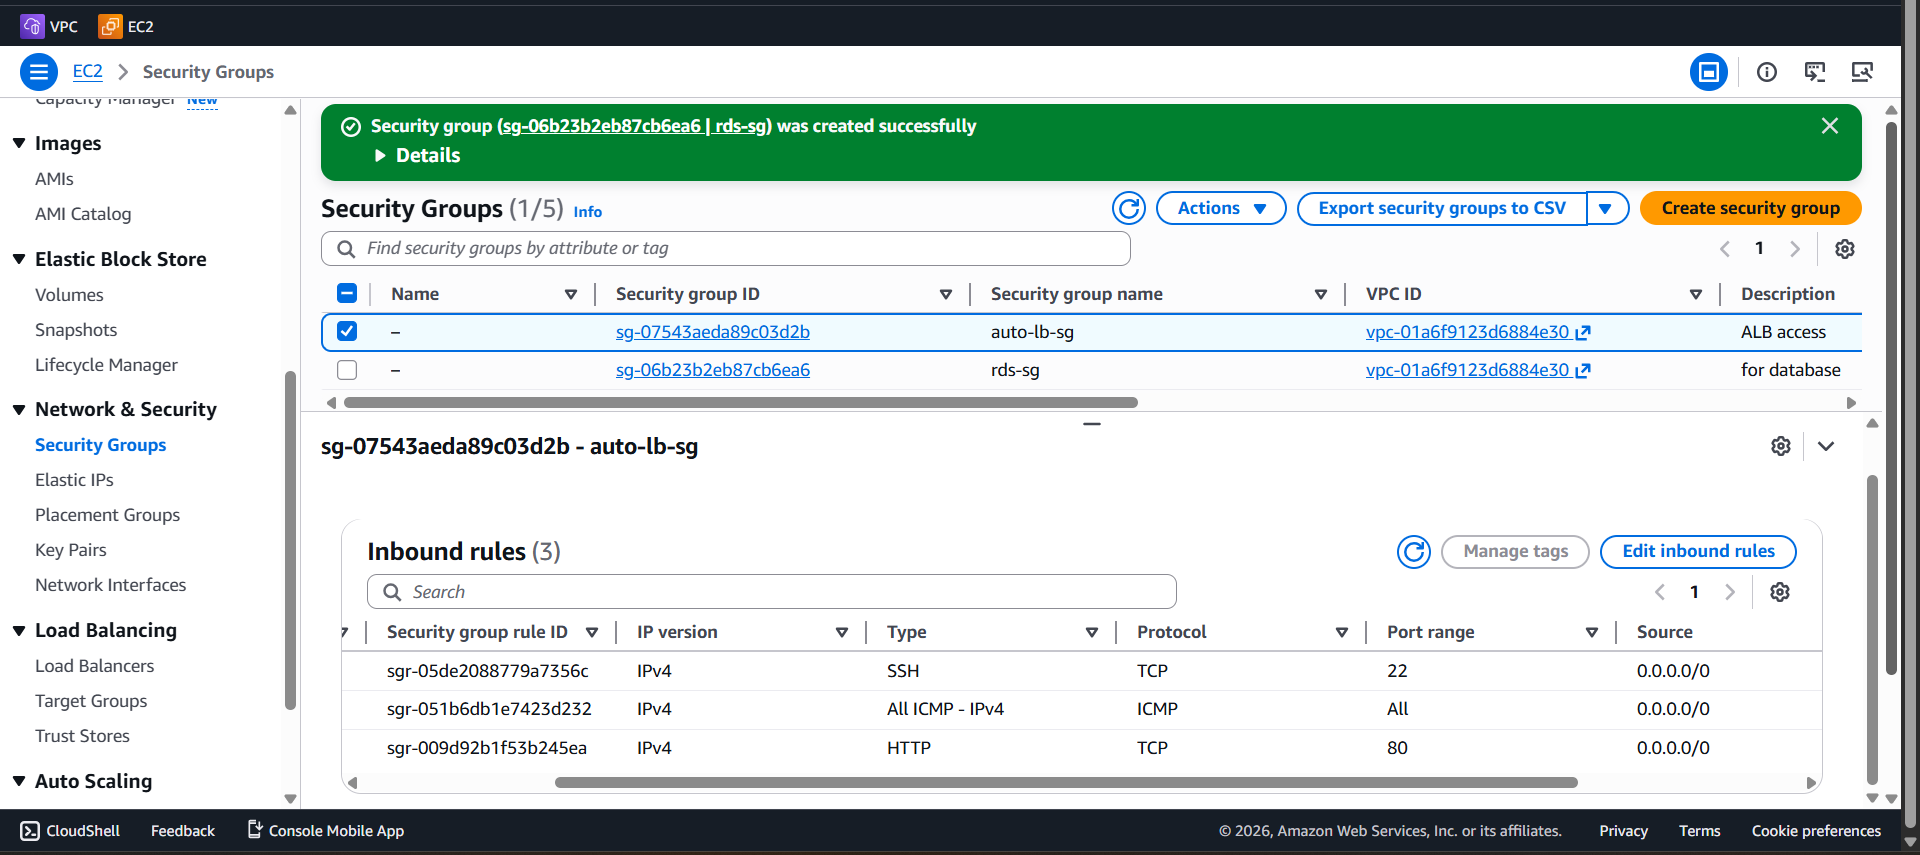 VPC EC2
EC2 Security Groups
Capacity Manager New
Images
AMIs
AMI Catalog
Elastic Block Store
Volumes
Snapshots
Lifecycle Manager
Network & Security
Security Groups
Elastic IPs
Placement Groups
Key Pairs
Network Interfaces
Load Balancing
Load Balancers
Target Groups
Trust Stores
Auto Scaling
Security group (sg-06b23b2eb87cb6ea6 | rds-sg) was created successfully
Details
Security Groups (1/5) Info
Actions Export security groups to CSV Create security group
Find security groups by attribute or tag
1
Name Security group ID Security group name VPC ID Description
– sg-07543aeda89c03d2b auto-lb-sg vpc-01a6f9123d6884e30 ALB access
– sg-06b23b2eb87cb6ea6 rds-sg vpc-01a6f9123d6884e30 for database
sg-07543aeda89c03d2b - auto-lb-sg
Inbound rules (3)
Manage tags Edit inbound rules
Search
1
Security group rule ID IP version Type Protocol Port range Source
sgr-05de2088779a7356c IPv4 SSH TCP 22 0.0.0.0/0
sgr-051b6db1e7423d232 IPv4 All ICMP - IPv4 ICMP All 0.0.0.0/0
sgr-009d92b1f53b245ea IPv4 HTTP TCP 80 0.0.0.0/0
CloudShell Feedback Console Mobile App © 2026, Amazon Web Services, Inc. or its affiliates. Privacy Terms Cookie preferences